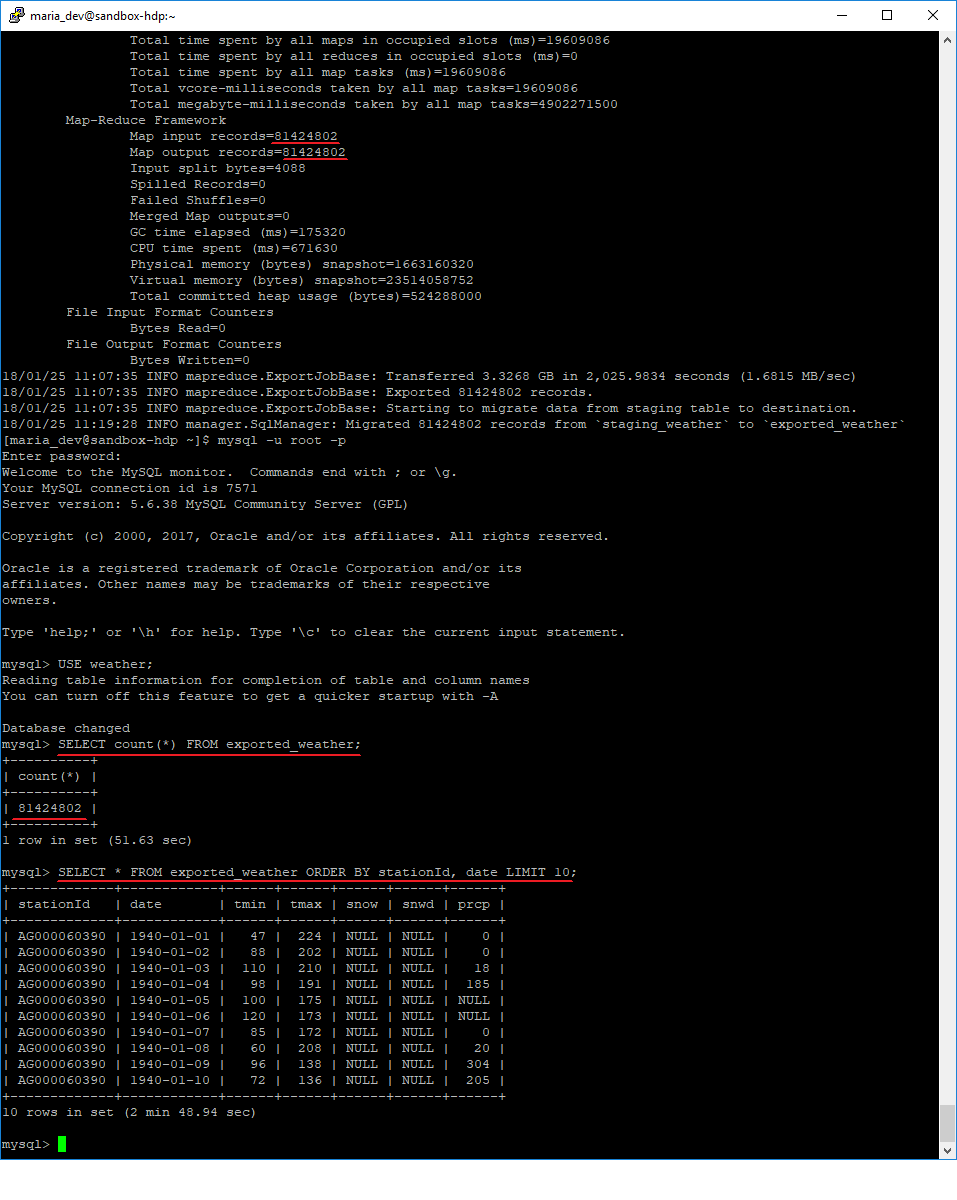 maria_dev@sandbox-hdp:~
Total time spent by all maps in occupied slots (ms)=19609086
Total time spent by all reduces in occupied slots (ms)=0
Total time spent by all map tasks (ms)=19609086
Total vcore-milliseconds taken by all map tasks=19609086
Total megabyte-milliseconds taken by all map tasks=4902271500
Map-Reduce Framework
Map input records=81424802
Map output records=81424802
Input split bytes=4088
Spilled Records=0
Failed Shuffles=0
Merged Map outputs=0
GC time elapsed (ms)=175320
CPU time spent (ms)=671630
Physical memory (bytes) snapshot=1663160320
Virtual memory (bytes) snapshot=23514058752
Total committed heap usage (bytes)=524288000
File Input Format Counters
Bytes Read=0
File Output Format Counters
Bytes Written=0
18/01/25 11:07:35 INFO mapreduce.ExportJobBase: Transferred 3.3268 GB in 2,025.9834 seconds (1.6815 MB/sec)
18/01/25 11:07:35 INFO mapreduce.ExportJobBase: Exported 81424802 records.
18/01/25 11:07:35 INFO mapreduce.ExportJobBase: Starting to migrate data from staging table to destination.
18/01/25 11:19:28 INFO manager.SqlManager: Migrated 81424802 records from `staging_weather` to `exported_weather`
[maria_dev@sandbox-hdp ~]$ mysql -u root -p
Enter password:
Welcome to the MySQL monitor.  Commands end with ; or \g.
Your MySQL connection id is 7571
Server version: 5.6.38 MySQL Community Server (GPL)
Copyright (c) 2000, 2017, Oracle and/or its affiliates. All rights reserved.
Oracle is a registered trademark of Oracle Corporation and/or its
affiliates. Other names may be trademarks of their respective
owners.
Type 'help;' or '\h' for help. Type '\c' to clear the current input statement.
mysql> USE weather;
Reading table information for completion of table and column names
You can turn off this feature to get a quicker startup with -A
Database changed
mysql> SELECT count(*) FROM exported_weather;
+----------+
| count(*) |
+----------+
| 81424802 |
+----------+
1 row in set (51.63 sec)
mysql> SELECT * FROM exported_weather ORDER BY stationId, date LIMIT 10;
+-------------+------------+------+------+------+------+------+
| stationId   | date       | tmin | tmax | snow | snwd | prcp |
+-------------+------------+------+------+------+------+------+
| AG000060390 | 1940-01-01 |   47 |  224 | NULL | NULL |    0 |
| AG000060390 | 1940-01-02 |   88 |  202 | NULL | NULL |    0 |
| AG000060390 | 1940-01-03 |  110 |  210 | NULL | NULL |   18 |
| AG000060390 | 1940-01-04 |   98 |  191 | NULL | NULL |  185 |
| AG000060390 | 1940-01-05 |  100 |  175 | NULL | NULL | NULL |
| AG000060390 | 1940-01-06 |  120 |  173 | NULL | NULL | NULL |
| AG000060390 | 1940-01-07 |   85 |  172 | NULL | NULL |    0 |
| AG000060390 | 1940-01-08 |   60 |  208 | NULL | NULL |   20 |
| AG000060390 | 1940-01-09 |   96 |  138 | NULL | NULL |  304 |
| AG000060390 | 1940-01-10 |   72 |  136 | NULL | NULL |  205 |
+-------------+------------+------+------+------+------+------+
10 rows in set (2 min 48.94 sec)
mysql>